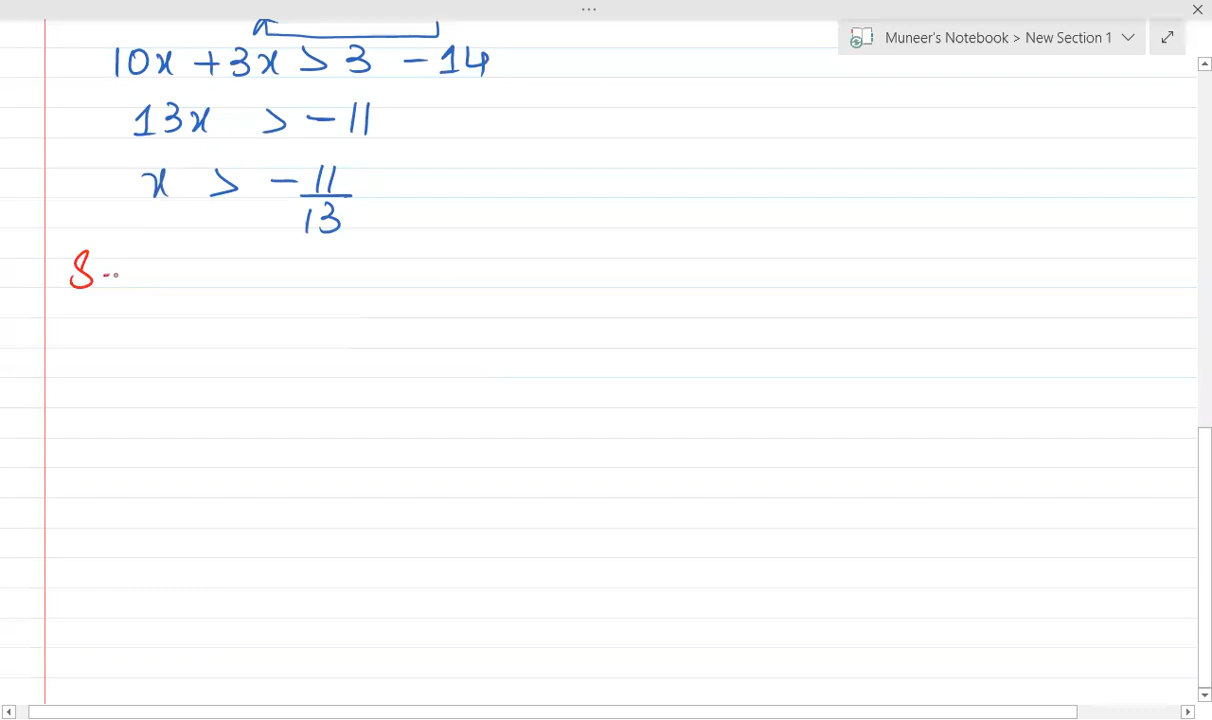 ...
Muneer's Notebook > New Section 1
10x + 3x > 3 - 14
13x > - 11
x > - 11/13
8-